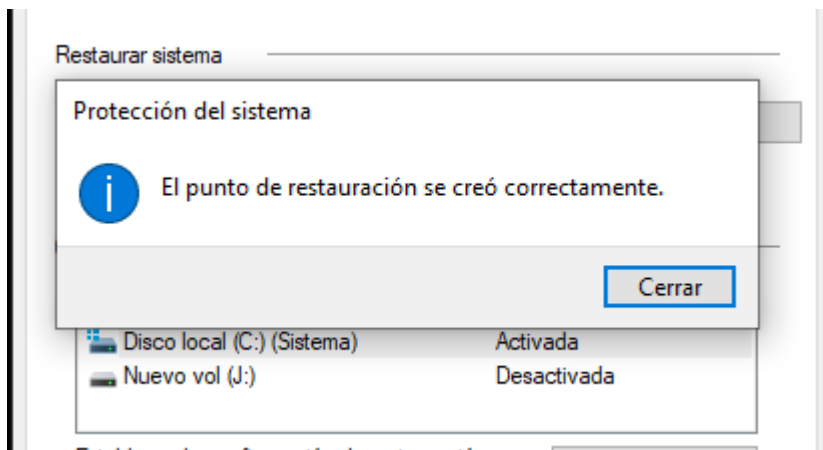 Restaurar sistema
Protección del sistema
El punto de restauración se creó correctamente.
Cerrar
Disco local (C:) (Sistema) Activada
Nuevo vol (J:) Desactivada